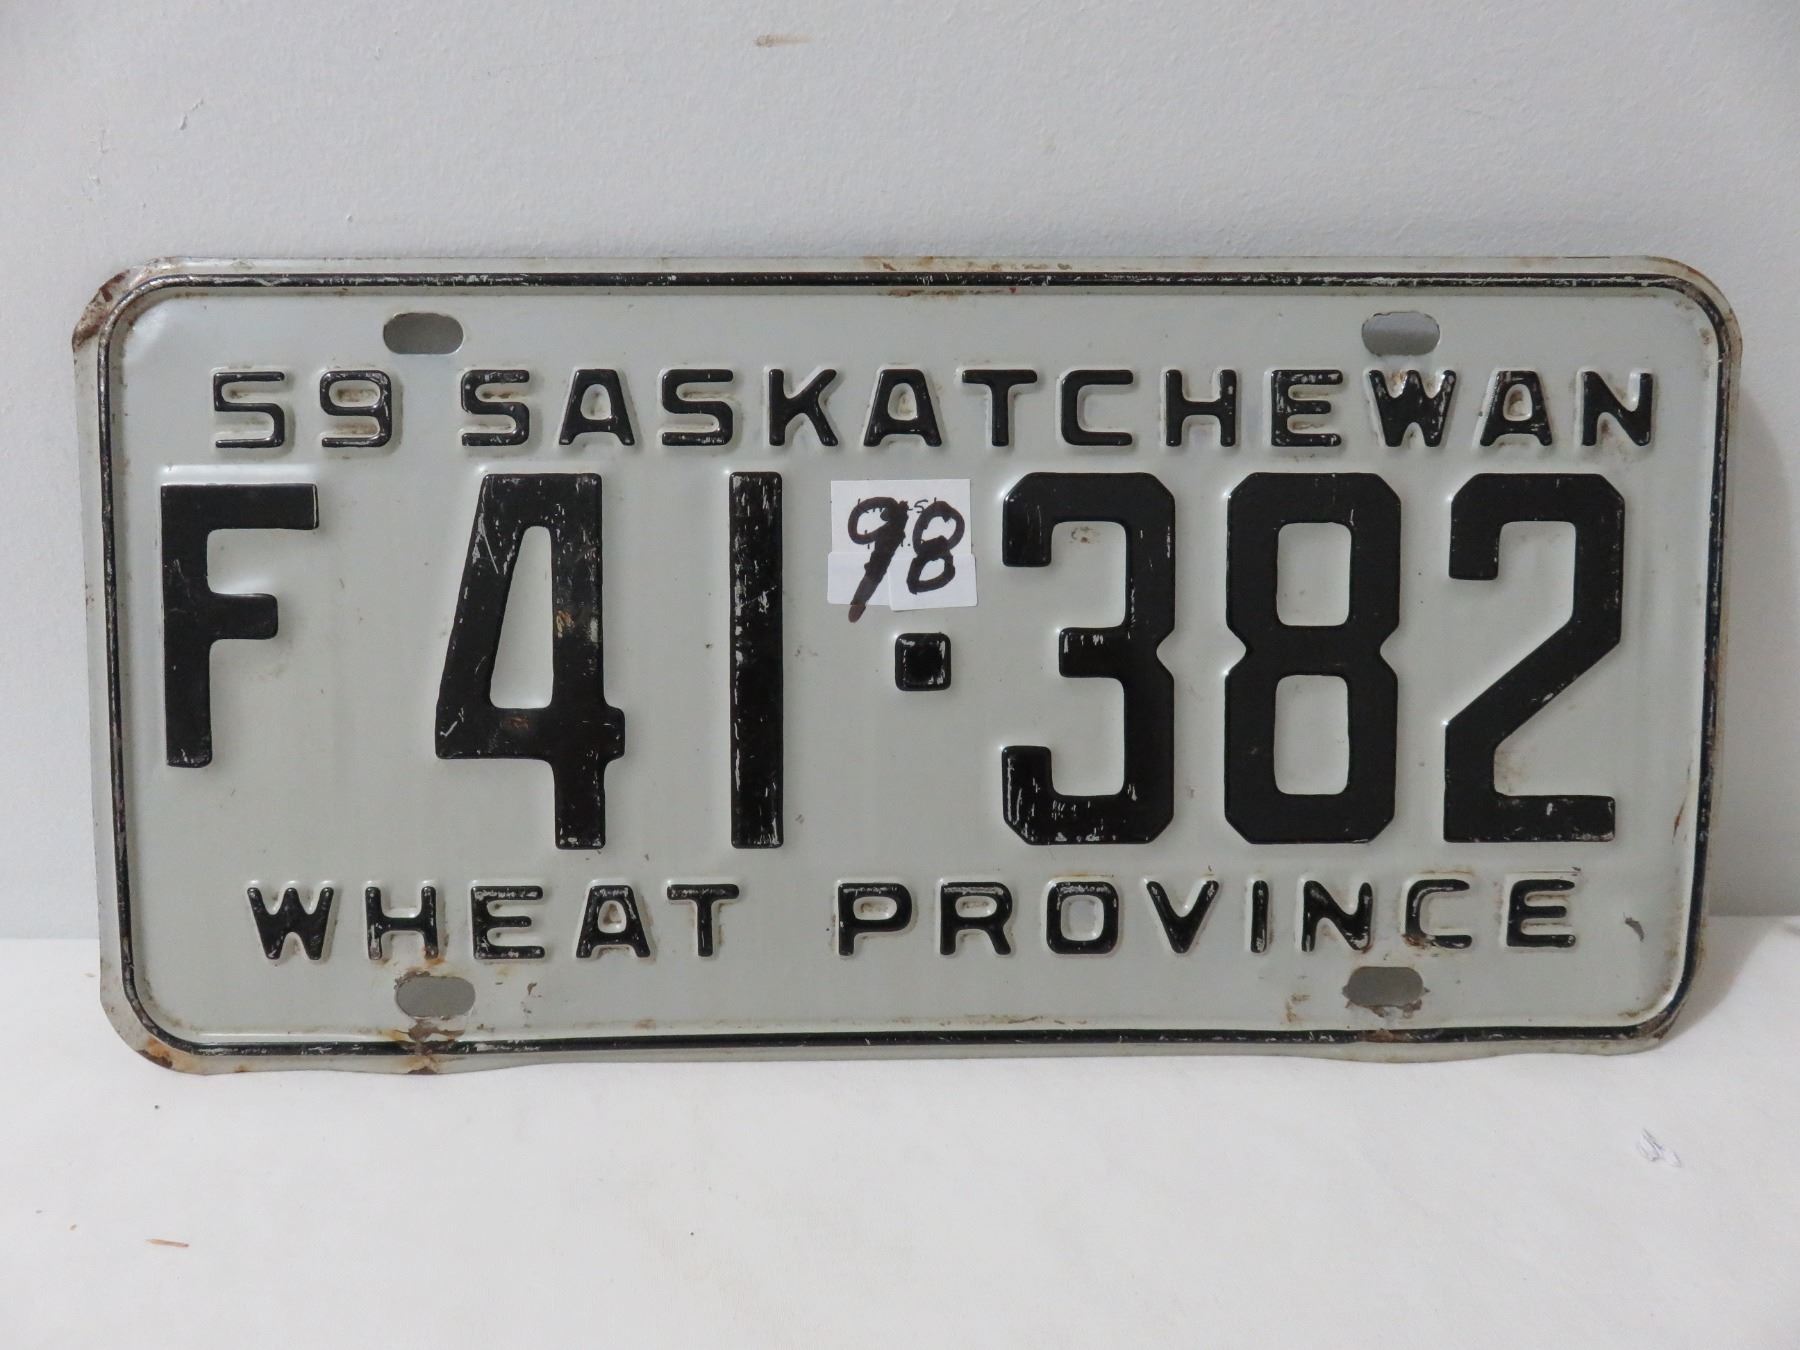 59 SASKATCHEWAN
98
F 41·382
WHEAT PROVINCE